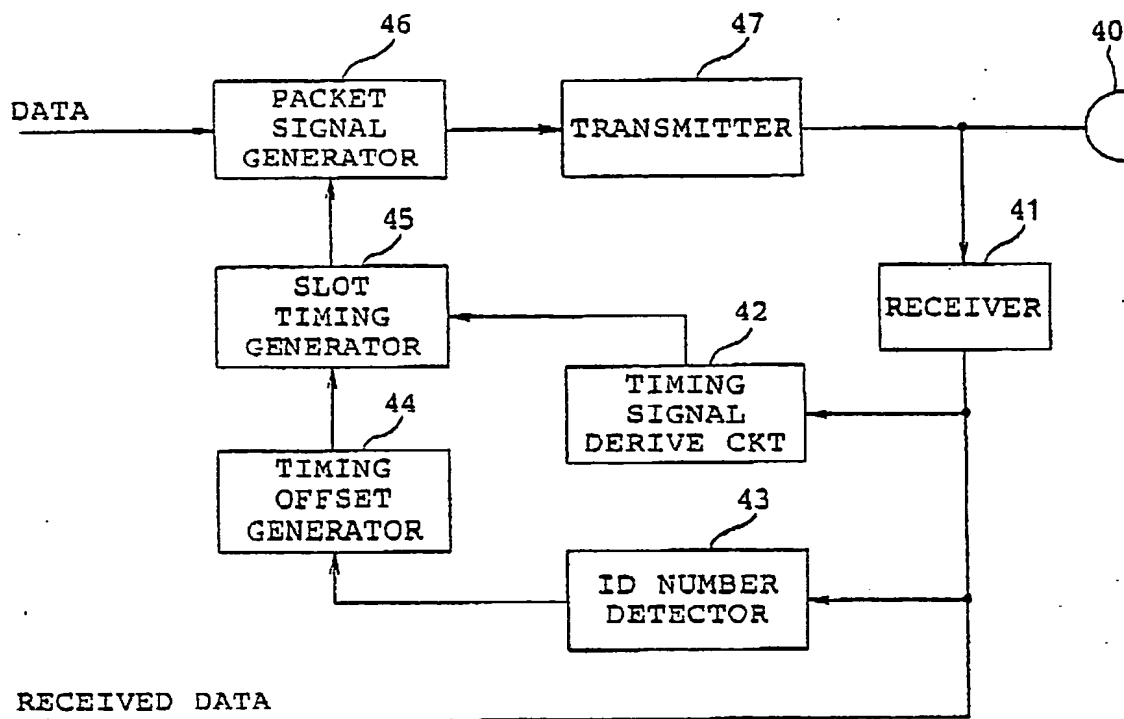 46
47
40
DATA
PACKET
SIGNAL
GENERATOR
TRANSMITTER
45
41
SLOT
TIMING
GENERATOR
RECEIVER
42
44
TIMING
SIGNAL
DERIVE CKT
TIMING
OFFSET
GENERATOR
43
ID NUMBER
DETECTOR
RECEIVED DATA